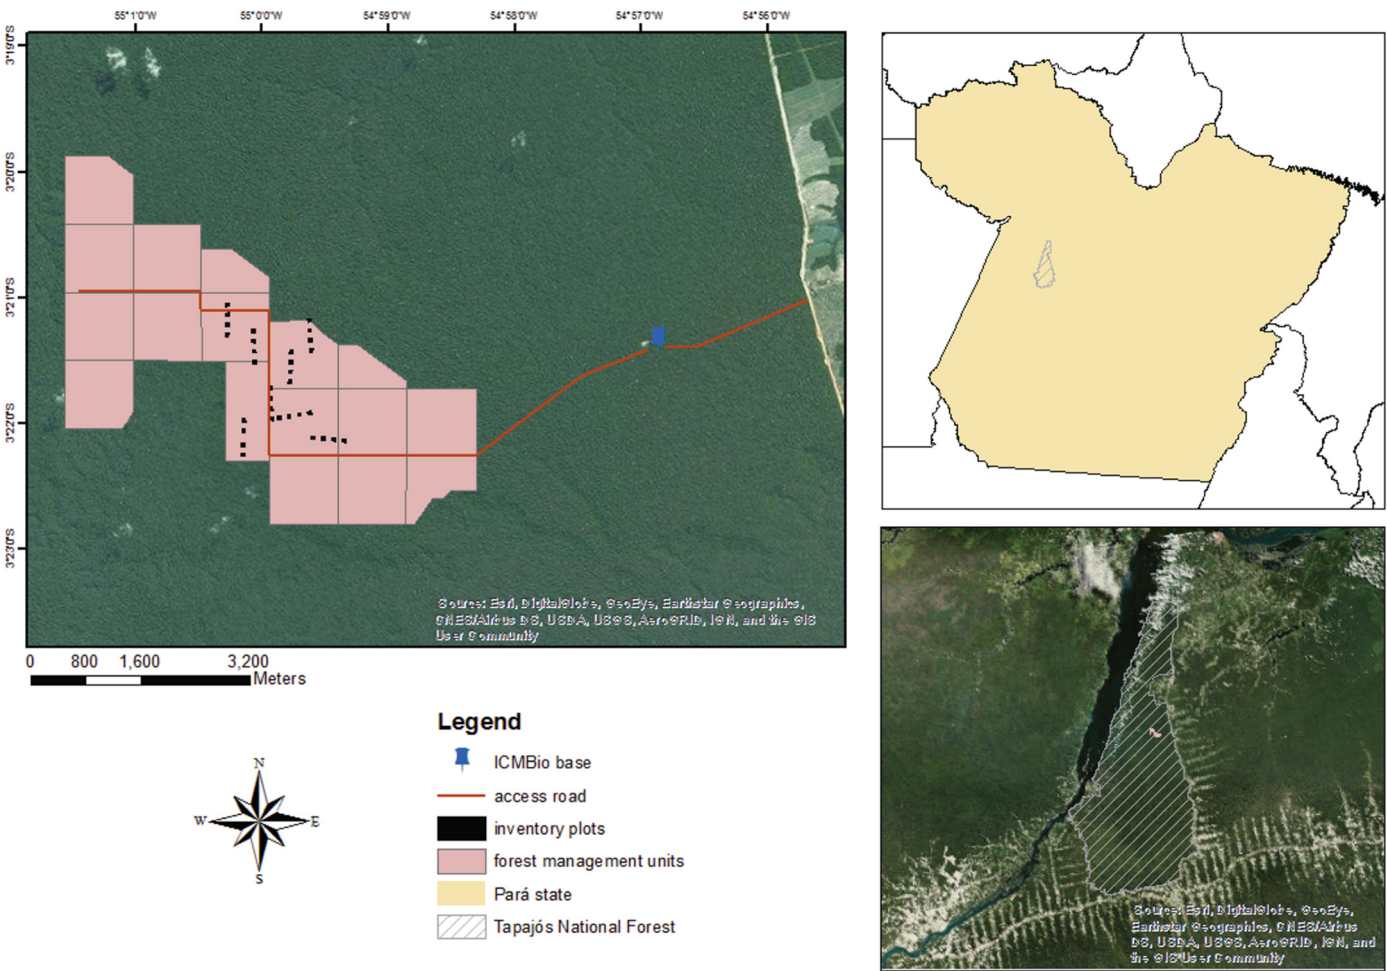 55°1'0"W 55°0'0"W 54°59'0"W 54°58'0"W 54°57'0"W 54°56'0"W
3°19'0"S
3°20'0"S
3°21'0"S
3°22'0"S
3°23'0"S
Source: Esri, DigitalGlobe, GeoEye, Earthstar Geographics,
CNES/Airbus DS, USDA, USGS, AeroGRID, IGN, and the GIS
User Community
0 800 1,600 3,200
Meters
N
W E
S
Legend
ICMBio base
access road
inventory plots
forest management units
Pará state
Tapajós National Forest
Source: Esri, DigitalGlobe, GeoEye,
Earthstar Geographics, CNES/Airbus
DS, USDA, USGS, AeroGRID, IGN, and
the GIS User Community